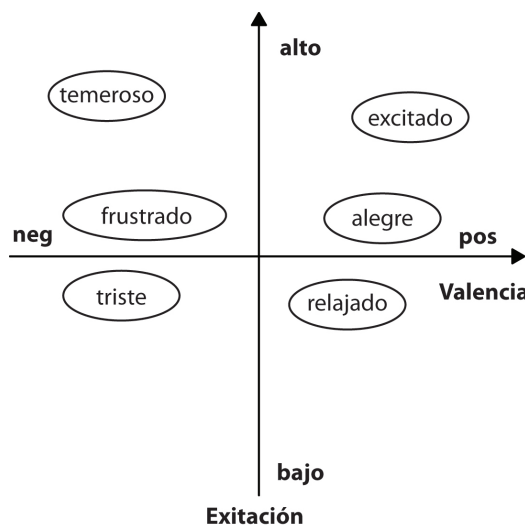 alto
temeroso
excitado
frustrado
alegre
neg
pos
triste
relajado
Valencia
bajo
Exitación